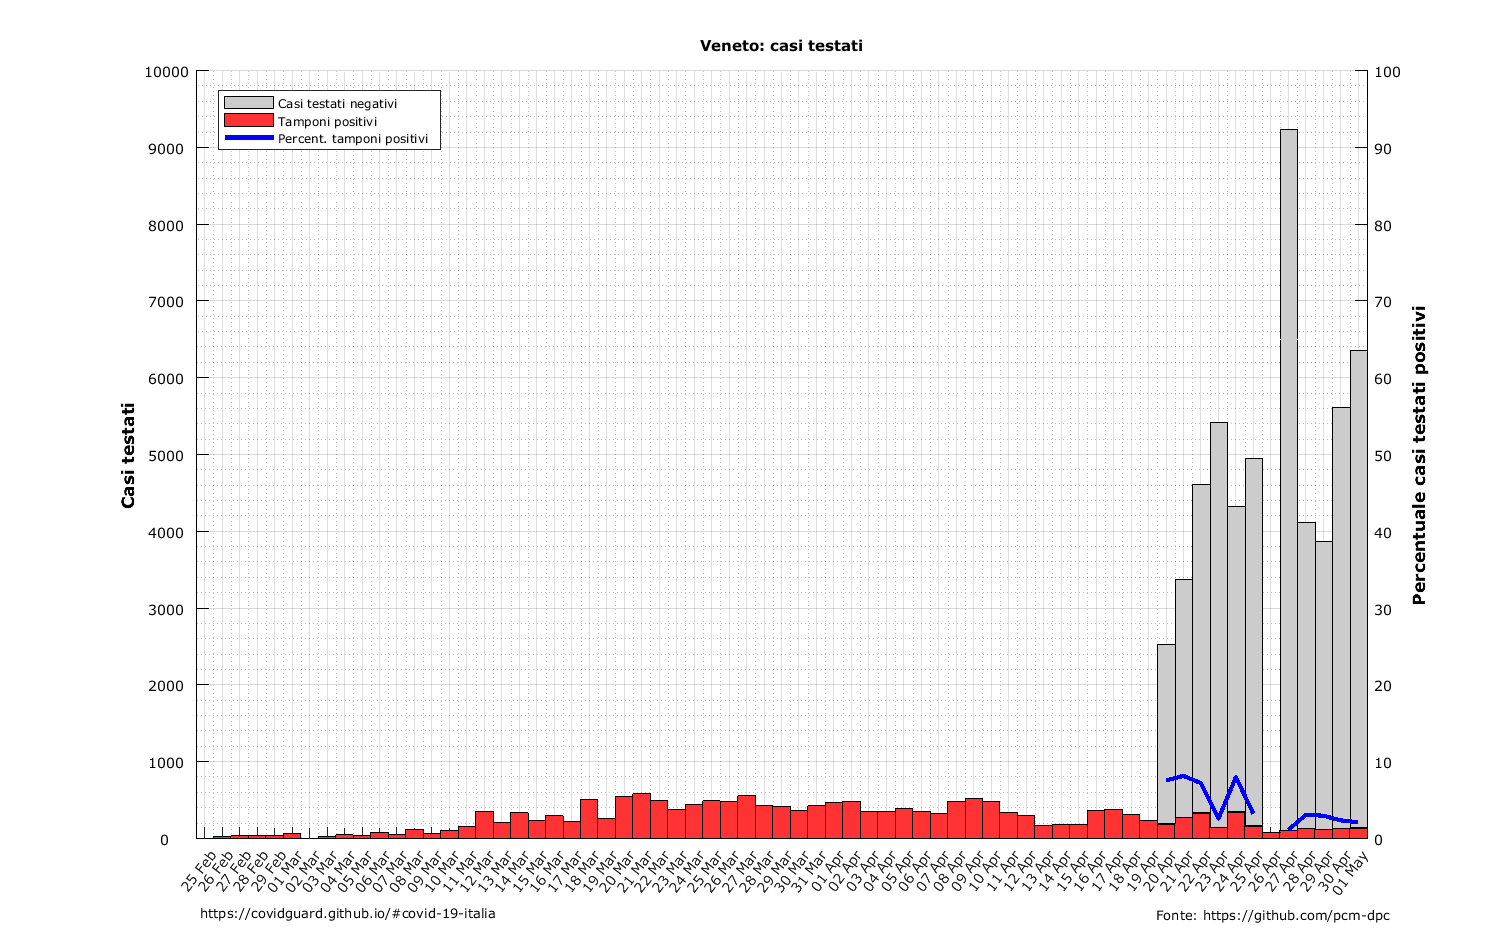 Veneto: casi testati
Casi testati negativi
Tamponi positivi
Percent. tamponi positivi
Casi testati
10000
9000
8000
7000
6000
5000
4000
3000
2000
1000
0
100
90
80
70
60
50
40
30
20
10
0
Percentuale casi testati positivi
25 Feb
26 Feb
27 Feb
28 Feb
29 Feb
01 Mar
02 Mar
03 Mar
04 Mar
05 Mar
06 Mar
07 Mar
08 Mar
09 Mar
10 Mar
11 Mar
12 Mar
13 Mar
14 Mar
15 Mar
16 Mar
17 Mar
18 Mar
19 Mar
20 Mar
21 Mar
22 Mar
23 Mar
24 Mar
25 Mar
26 Mar
27 Mar
28 Mar
29 Mar
30 Mar
31 Mar
01 Apr
02 Apr
03 Apr
04 Apr
05 Apr
06 Apr
07 Apr
08 Apr
09 Apr
10 Apr
11 Apr
12 Apr
13 Apr
14 Apr
15 Apr
16 Apr
17 Apr
18 Apr
19 Apr
20 Apr
21 Apr
22 Apr
23 Apr
24 Apr
25 Apr
26 Apr
27 Apr
28 Apr
29 Apr
30 Apr
01 May
https://covidguard.github.io/#covid-19-italia
Fonte: https://github.com/pcm-dpc